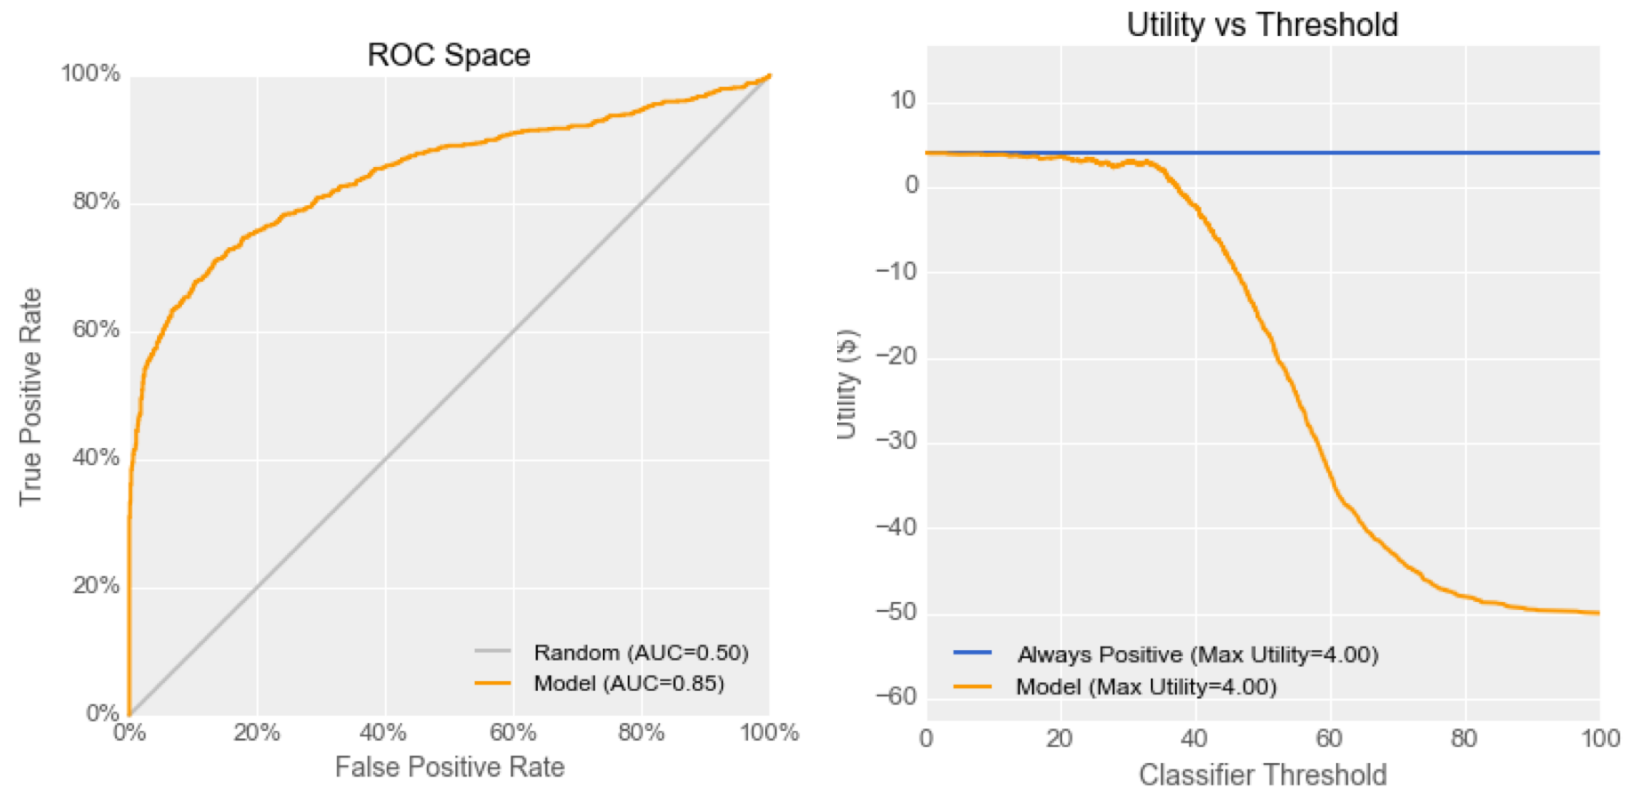 ROC Space
100%
80%
60%
40%
20%
0%
True Positive Rate
0% 20% 40% 60% 80% 100%
False Positive Rate
Random (AUC=0.50)
Model (AUC=0.85)
Utility vs Threshold
10
0
−10
−20
−30
−40
−50
−60
Utility ($)
0 20 40 60 80 100
Classifier Threshold
Always Positive (Max Utility=4.00)
Model (Max Utility=4.00)